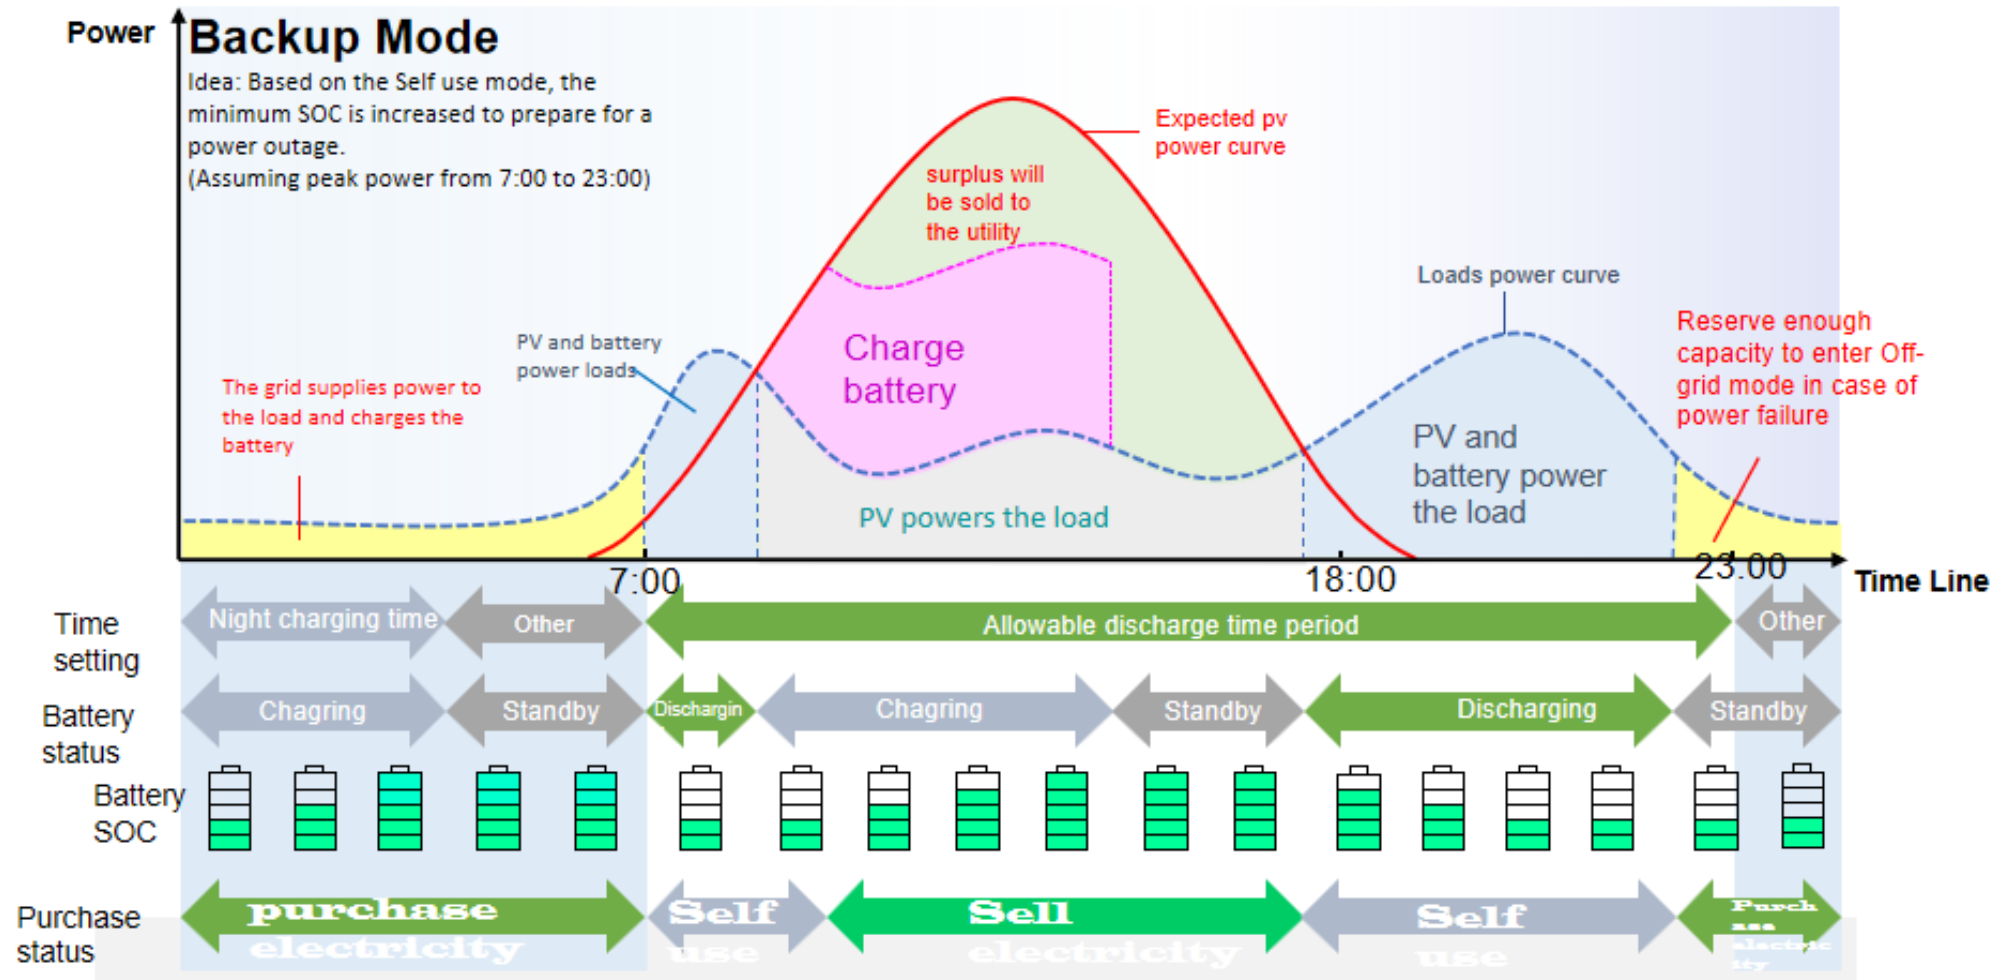 Power
Backup Mode
Idea: Based on the Self use mode, the
minimum SOC is increased to prepare for a
power outage.
(Assuming peak power from 7:00 to 23:00)
Expected pv
power curve
surplus will
be sold to
the utility
Loads power curve
PV and battery
power loads
Reserve enough
capacity to enter Off-
grid mode in case of
power failure
The grid supplies power to
the load and charges the
battery
Charge
battery
PV and
battery power
the load
PV powers the load
7:00
18:00
23:00
Time Line
Time
setting
Night charging time
Other
Allowable discharge time period
Other
Battery
status
Chagring
Standby
Dischargin
Chagring
Standby
Discharging
Standby
Battery
SOC
Purchase
status
purchase
electricity
Self
use
Sell
electricity
Self
use
Purch
ase
electric
ity